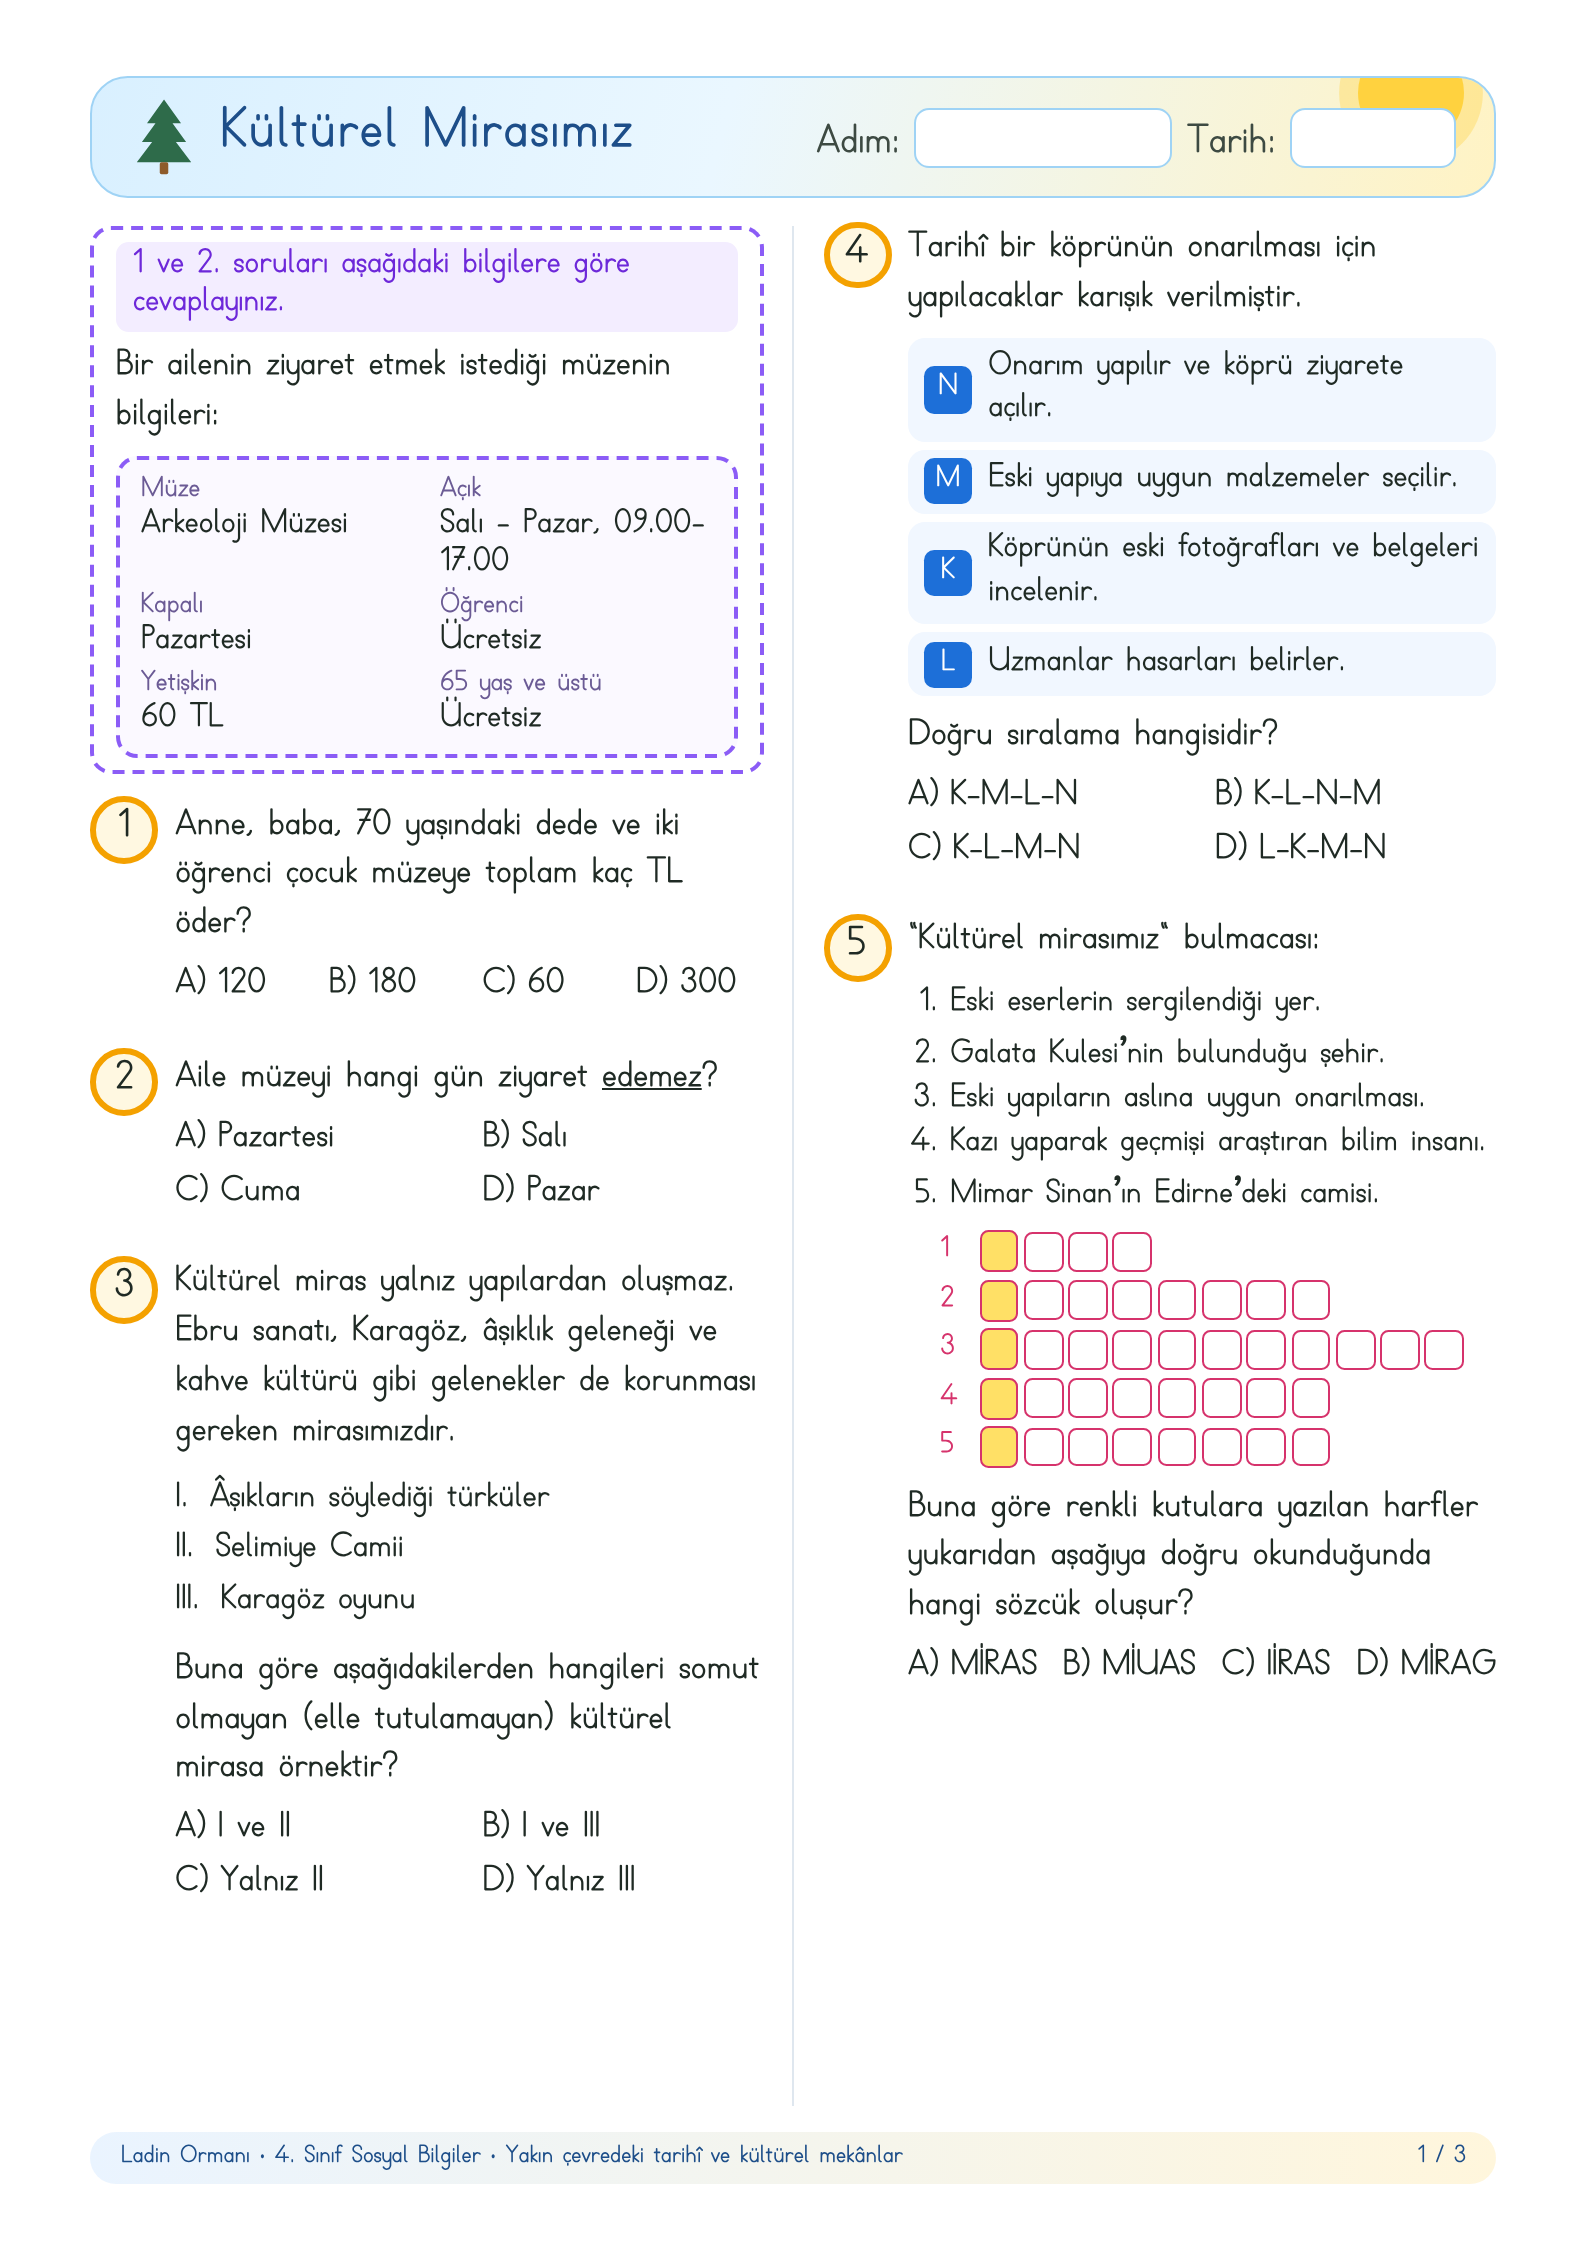 Kültürel Mirasımız
Adım:
Tarih:
1 ve 2. soruları aşağıdaki bilgilere göre
cevaplayınız.
Bir ailenin ziyaret etmek istediği müzenin
bilgileri:
Müze
Arkeoloji Müzesi
Açık
Salı - Pazar, 09.00-
17.00
Kapalı
Pazartesi
Öğrenci
Ücretsiz
Yetişkin
60 TL
65 yaş ve üstü
Ücretsiz
1
Anne, baba, 70 yaşındaki dede ve iki
öğrenci çocuk müzeye toplam kaç TL
öder?
A) 120 B) 180 C) 60 D) 300
2
Aile müzeyi hangi gün ziyaret edemez?
A) Pazartesi B) Salı
C) Cuma D) Pazar
3
Kültürel miras yalnız yapılardan oluşmaz.
Ebru sanatı, Karagöz, âşıklık geleneği ve
kahve kültürü gibi gelenekler de korunması
gereken mirasımızdır.
I. Âşıkların söylediği türküler
II. Selimiye Camii
III. Karagöz oyunu
Buna göre aşağıdakilerden hangileri somut
olmayan (elle tutulamayan) kültürel
mirasa örnektir?
A) I ve II B) I ve III
C) Yalnız II D) Yalnız III
4
Tarihî bir köprünün onarılması için
yapılacaklar karışık verilmiştir.
N Onarım yapılır ve köprü ziyarete
açılır.
M Eski yapıya uygun malzemeler seçilir.
K Köprünün eski fotoğrafları ve belgeleri
incelenir.
L Uzmanlar hasarları belirler.
Doğru sıralama hangisidir?
A) K-M-L-N B) K-L-N-M
C) K-L-M-N D) L-K-M-N
5
“Kültürel mirasımız“ bulmacası:
1. Eski eserlerin sergilendiği yer.
2. Galata Kulesi’nin bulunduğu şehir.
3. Eski yapıların aslına uygun onarılması.
4. Kazı yaparak geçmişi araştıran bilim insanı.
5. Mimar Sinan’ın Edirne’deki camisi.
1
2
3
4
5
Buna göre renkli kutulara yazılan harfler
yukarıdan aşağıya doğru okunduğunda
hangi sözcük oluşur?
A) MİRAS B) MİUAS C) IİRAS D) MİRAG
Ladin Ormanı • 4. Sınıf Sosyal Bilgiler • Yakın çevredeki tarihî ve kültürel mekânlar
1 / 3